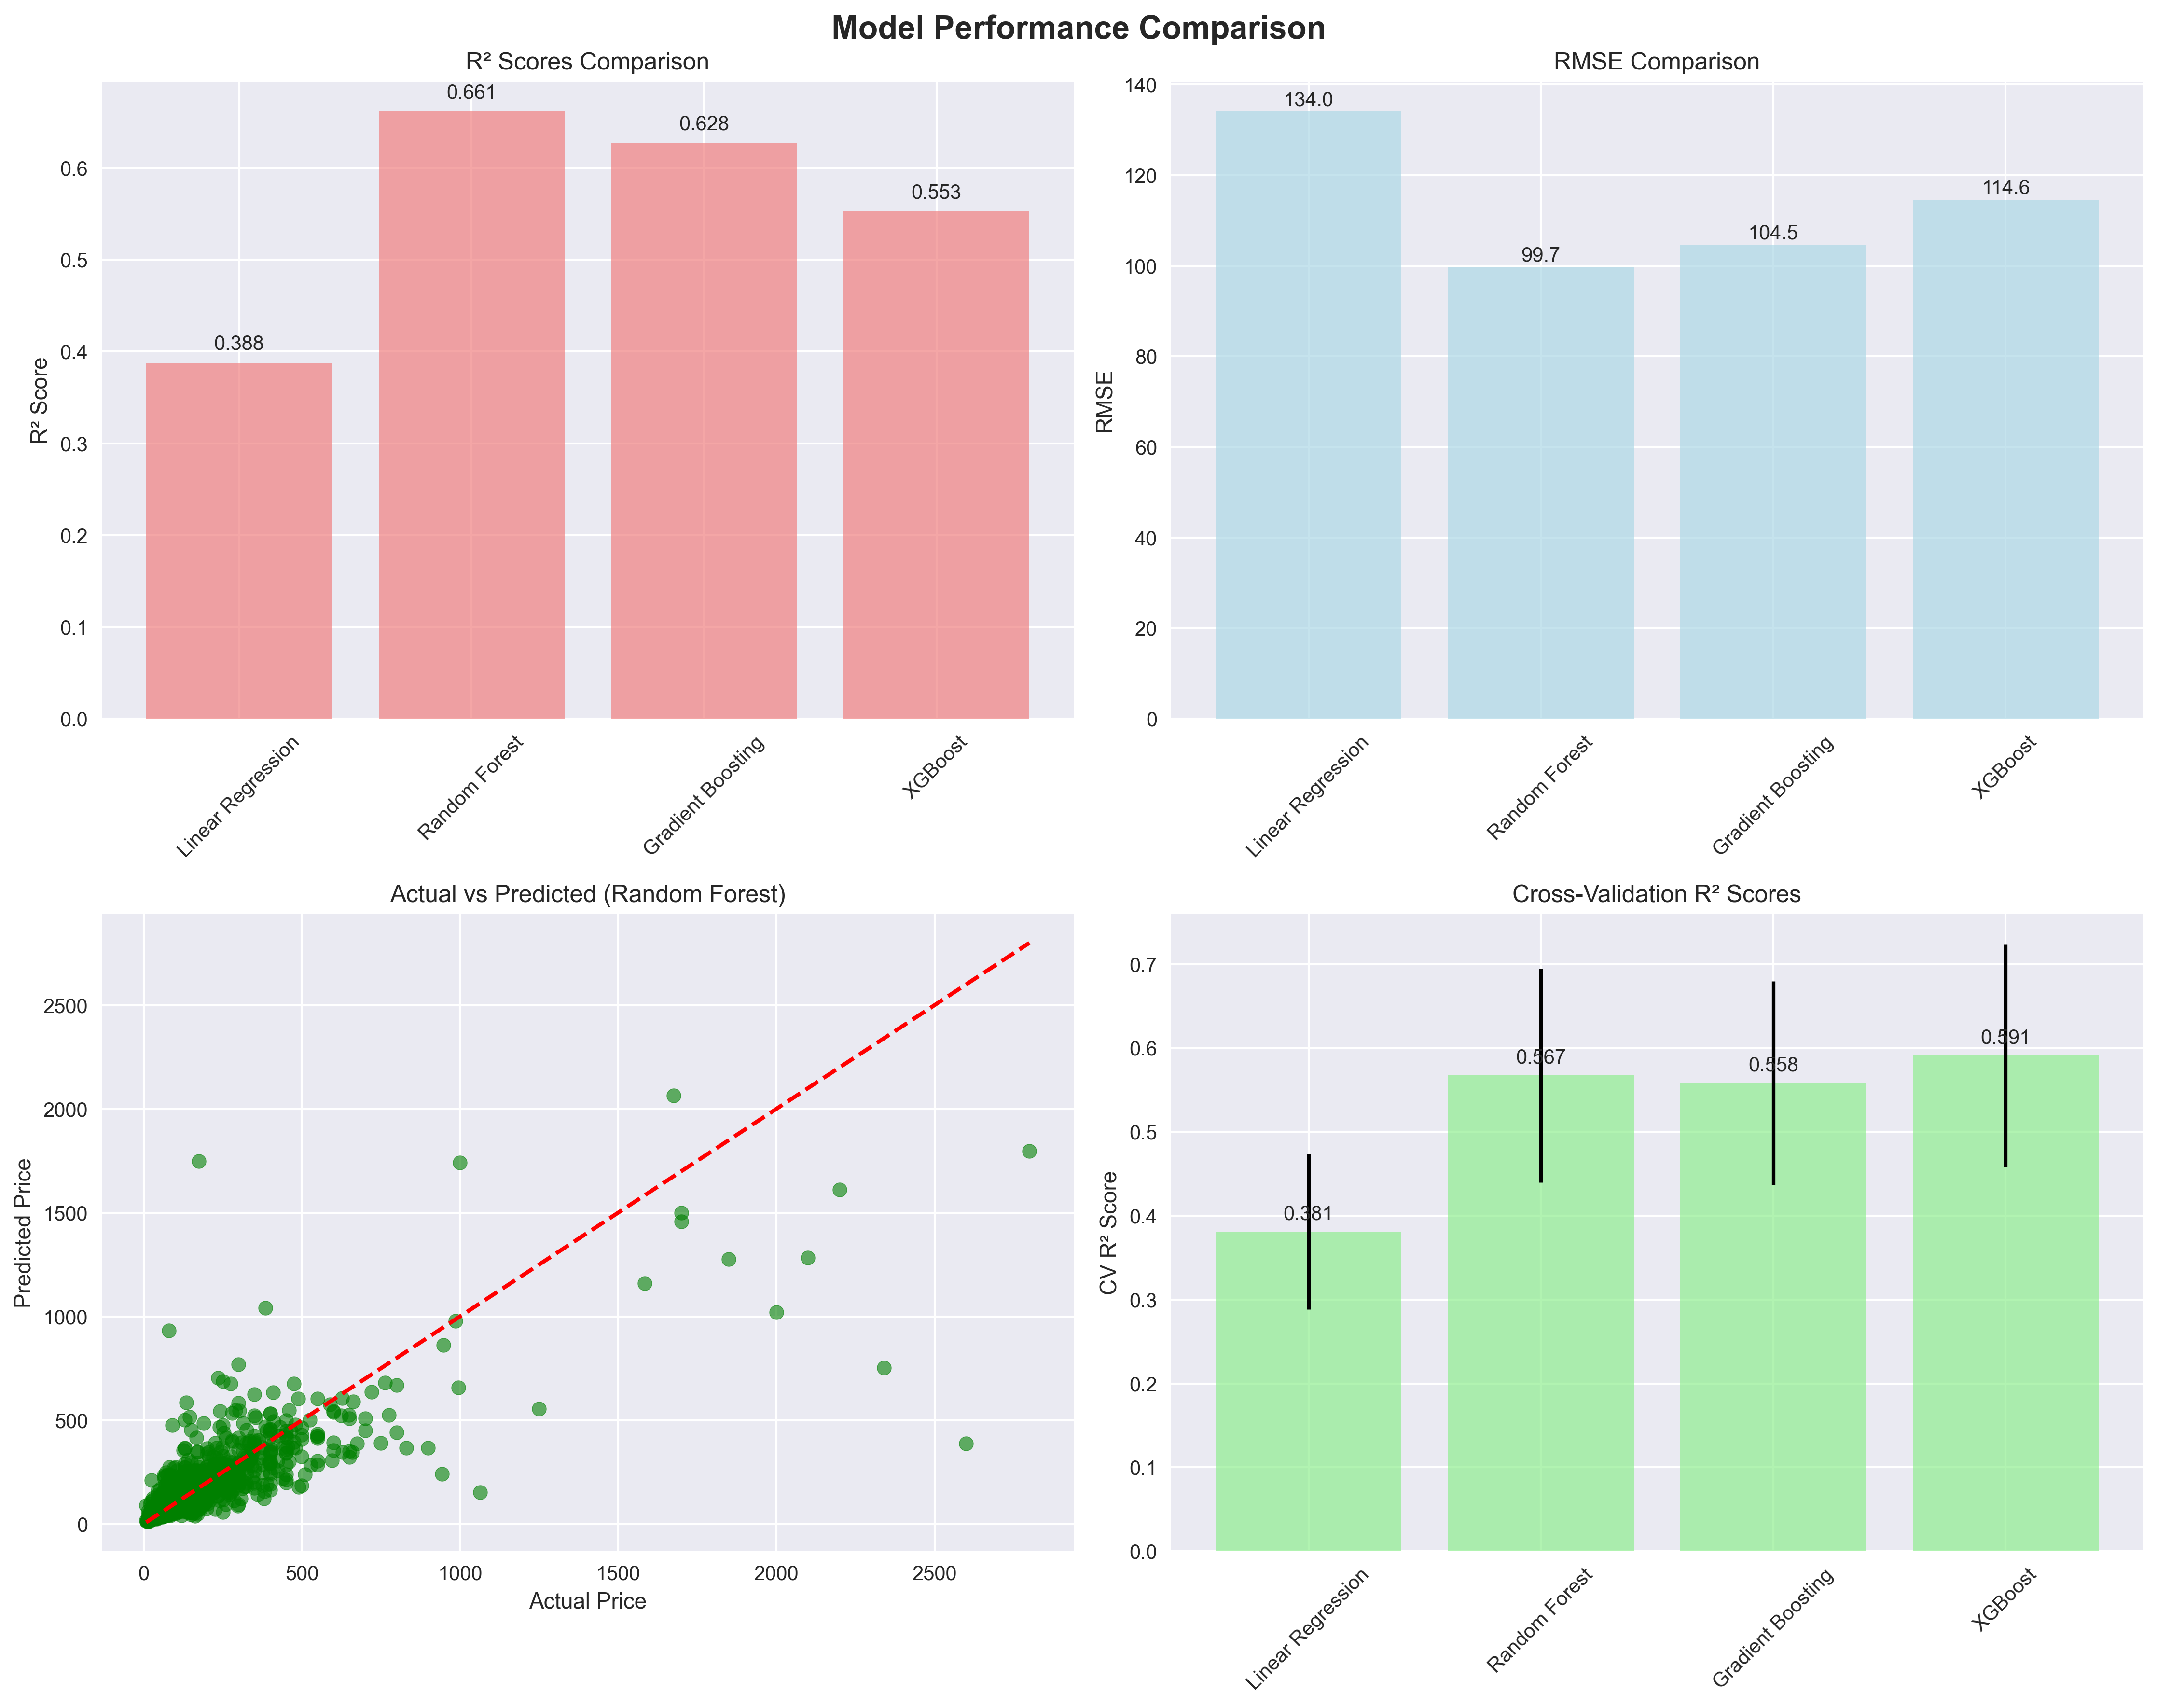 Model Performance Comparison
R² Scores Comparison
0.661
0.628
0.553
0.388
0.6
0.5
0.4
0.3
0.2
0.1
0.0
R² Score
Linear Regression
Random Forest
Gradient Boosting
XGBoost
RMSE Comparison
134.0
99.7
104.5
114.6
140
120
100
80
60
40
20
0
RMSE
Linear Regression
Random Forest
Gradient Boosting
XGBoost
Actual vs Predicted (Random Forest)
2500
2000
1500
1000
500
0
Predicted Price
0
500
1000
1500
2000
2500
Actual Price
Cross-Validation R² Scores
0.381
0.567
0.558
0.591
0.7
0.6
0.5
0.4
0.3
0.2
0.1
0.0
CV R² Score
Linear Regression
Random Forest
Gradient Boosting
XGBoost